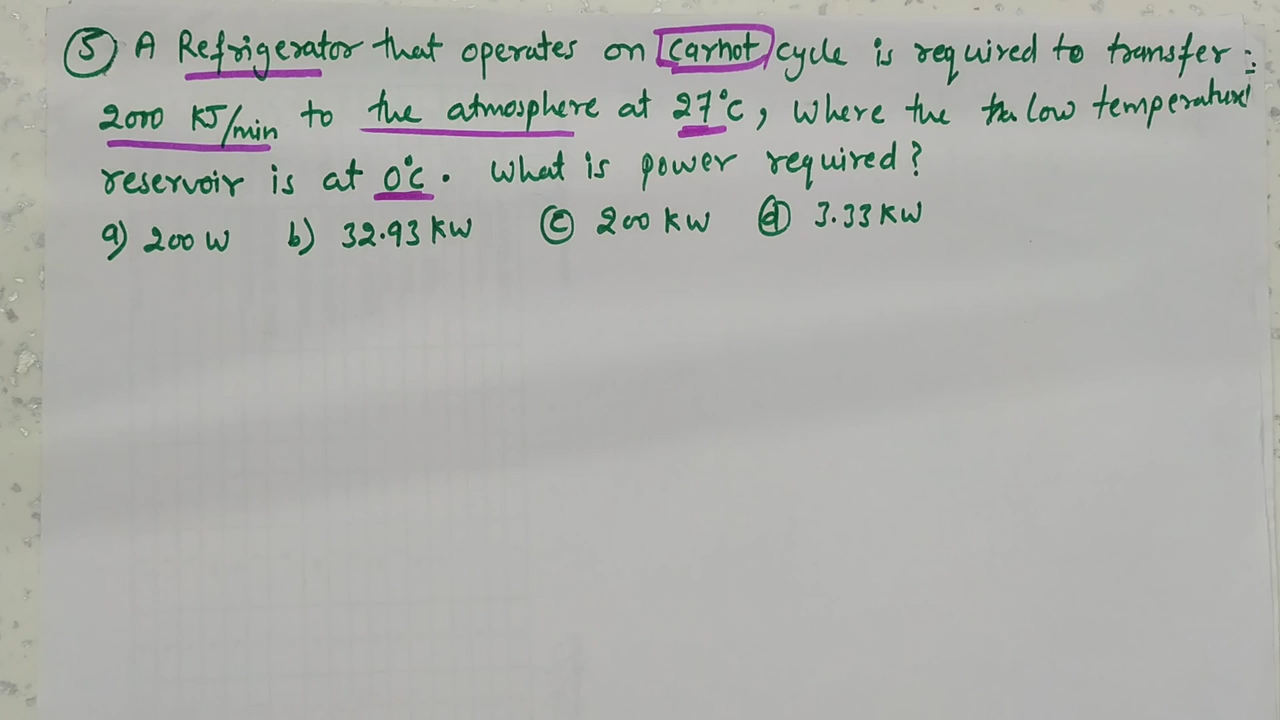 5 A Refrigerator that operates on Carnot cycle is required to transfer :
2000 KJ/min to the atmosphere at 27°C, Where the low temperature
reservoir is at 0°C. What is power required?
a) 200 W b) 32.93 KW c 200 KW d 3.33 KW